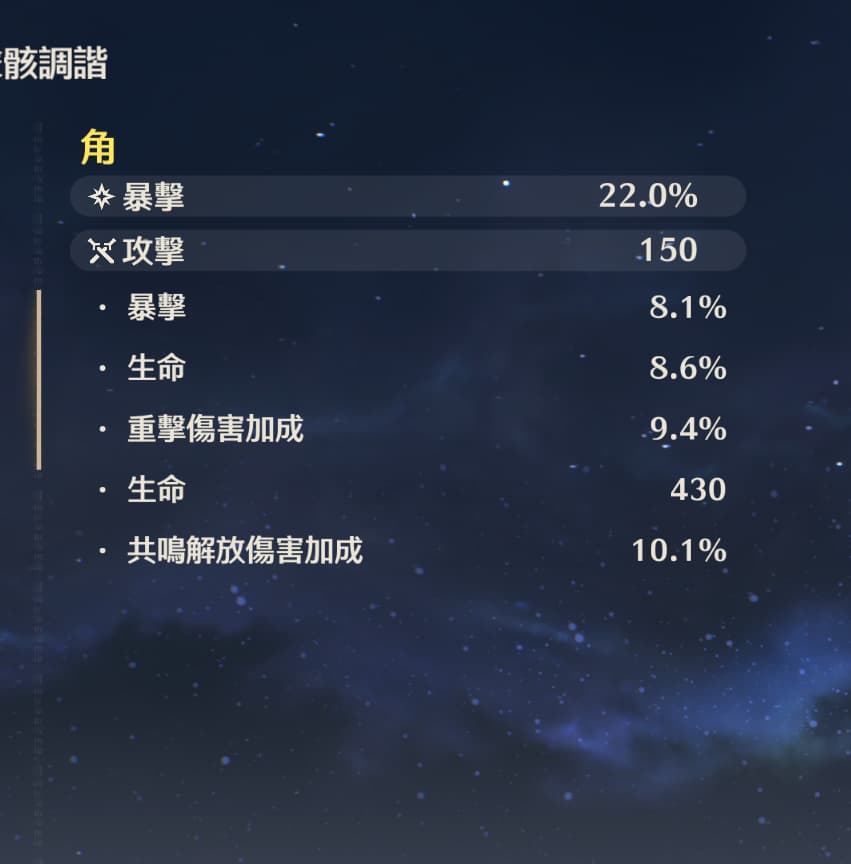 骸調諧
角
暴擊 22.0%
攻擊 150
· 暴擊 8.1%
· 生命 8.6%
· 重擊傷害加成 9.4%
· 生命 430
· 共鳴解放傷害加成 10.1%